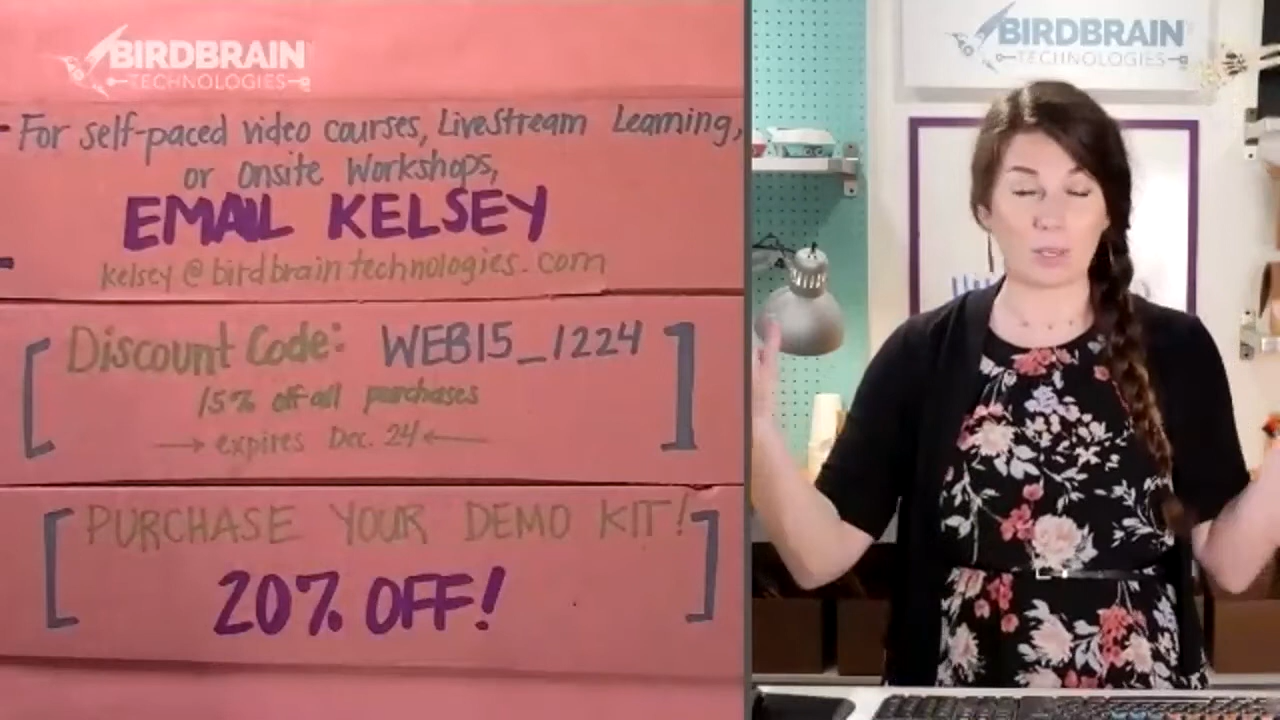 BIRDBRAIN
TECHNOLOGIES
For self-paced video courses, LiveStream Learning,
or Onsite Workshops,
EMAIL KELSEY
kelsey@birdbraintechnologies.com
[Discount Code: WEB15_1224]
15% off all purchases
→ expires Dec. 24 ←
[PURCHASE YOUR DEMO KIT!]
20% OFF!
BIRDBRAIN
TECHNOLOGIES